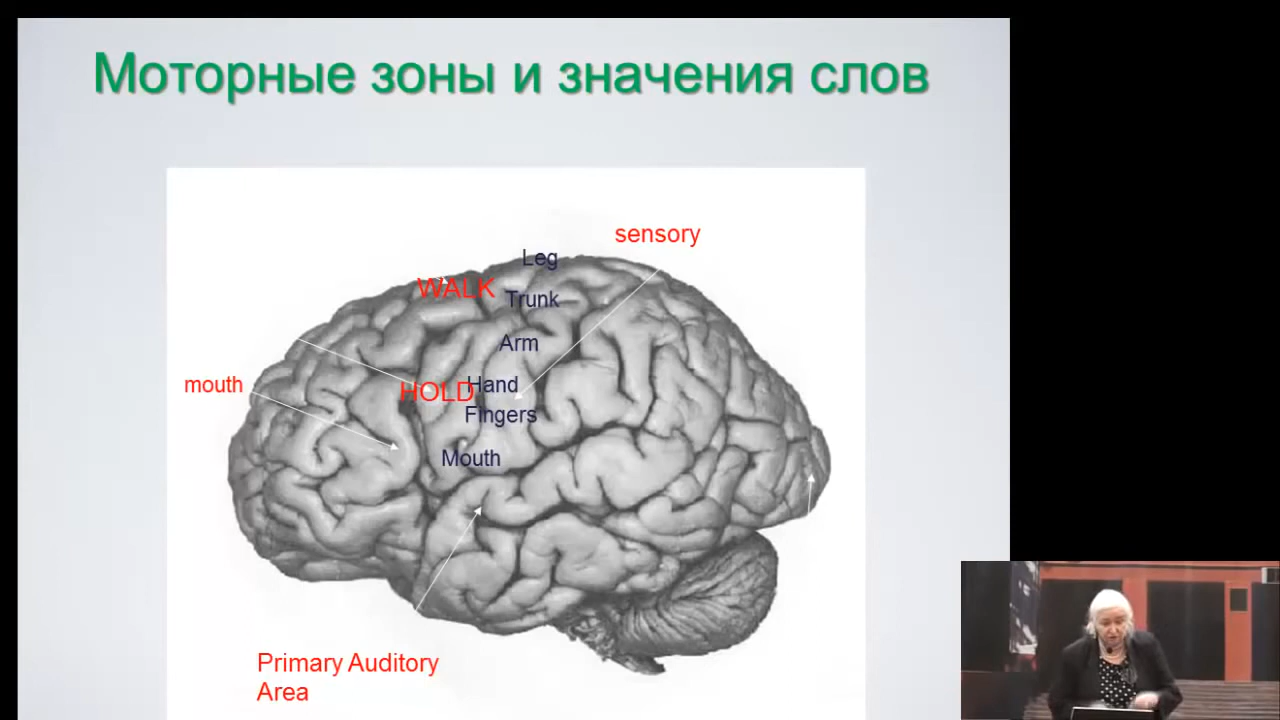 Моторные зоны и значения слов
sensory
Leg
WALK
Trunk
Arm
mouth
HOLD
Hand
Fingers
Mouth
Primary Auditory
Area